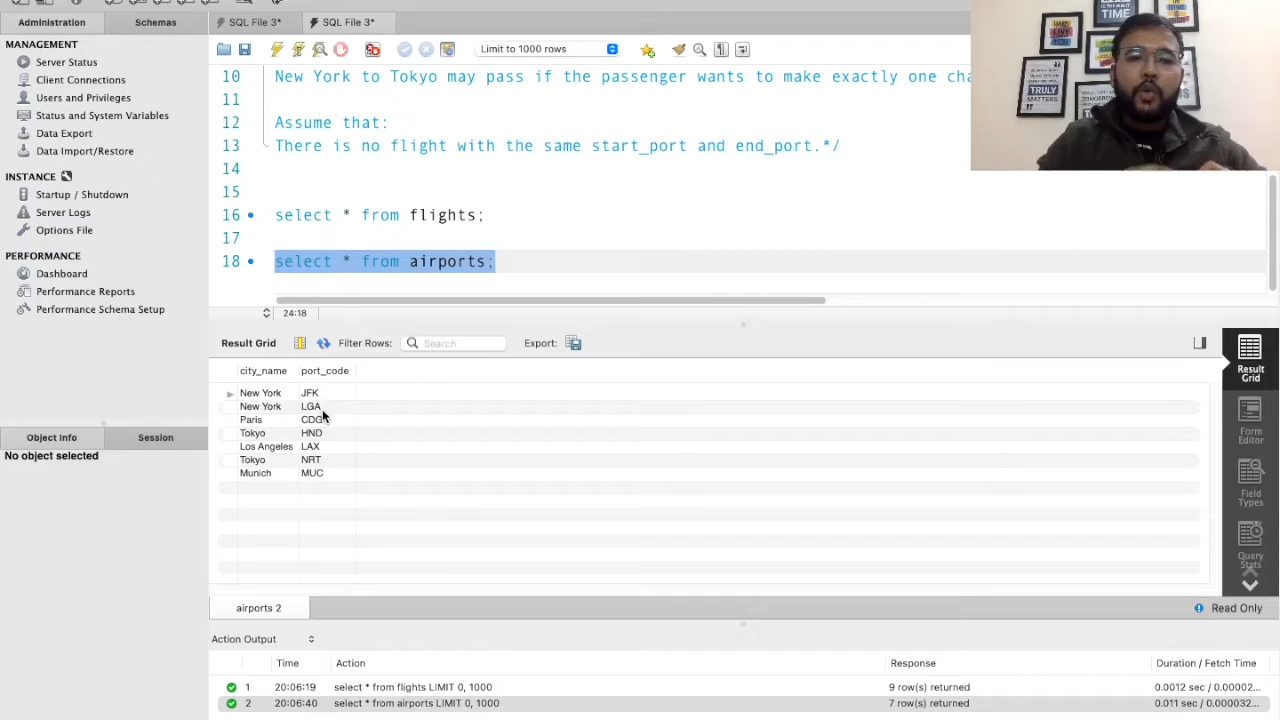 Administration
Schemas
SQL File 3*
SQL File 3*
MANAGEMENT
Server Status
Client Connections
Users and Privileges
Status and System Variables
Data Export
Data Import/Restore
INSTANCE
Startup / Shutdown
Server Logs
Options File
PERFORMANCE
Dashboard
Performance Reports
Performance Schema Setup
Object Info
Session
No object selected
Limit to 1000 rows
10 New York to Tokyo may pass if the passenger wants to make exactly one cha
11
12 Assume that:
13 There is no flight with the same start_port and end_port.*/
14
15
16 select * from flights;
17
18 select * from airports;
24:18
Result Grid
Filter Rows:
Search
Export:
city_name port_code
New York JFK
New York LGA
Paris CDG
Tokyo HND
Los Angeles LAX
Tokyo NRT
Munich MUC
Result Grid
Form Editor
Field Types
Query Stats
airports 2
Read Only
Action Output
Time Action Response Duration / Fetch Time
1 20:06:19 select * from flights LIMIT 0, 1000 9 row(s) returned 0.0012 sec / 0.00002...
2 20:06:40 select * from airports LIMIT 0, 1000 7 row(s) returned 0.011 sec / 0.000032...
TIME
TRULY
MATTERS